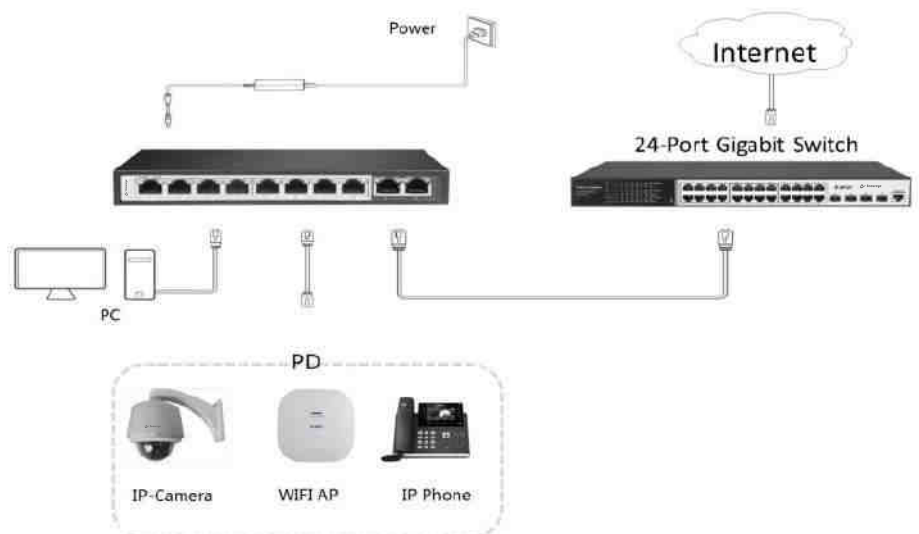 Power
Internet
24-Port Gigabit Switch
PC
PD
IP-Camera
WIFI AP
IP Phone